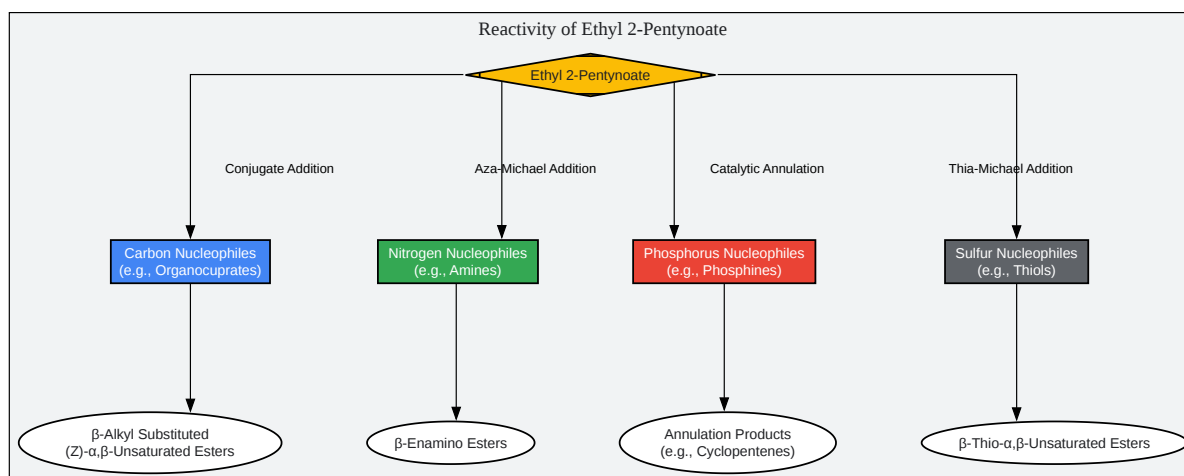 Reactivity of Ethyl 2-Pentynoate
Ethyl 2-Pentynoate
Conjugate Addition
Aza-Michael Addition
Catalytic Annulation
Thia-Michael Addition
Carbon Nucleophiles
(e.g., Organocuprates)
Nitrogen Nucleophiles
(e.g., Amines)
Phosphorus Nucleophiles
(e.g., Phosphines)
Sulfur Nucleophiles
(e.g., Thiols)
β-Alkyl Substituted
(Z)-α,β-Unsaturated Esters
β-Enamino Esters
Annulation Products
(e.g., Cyclopentenes)
β-Thio-α,β-Unsaturated Esters